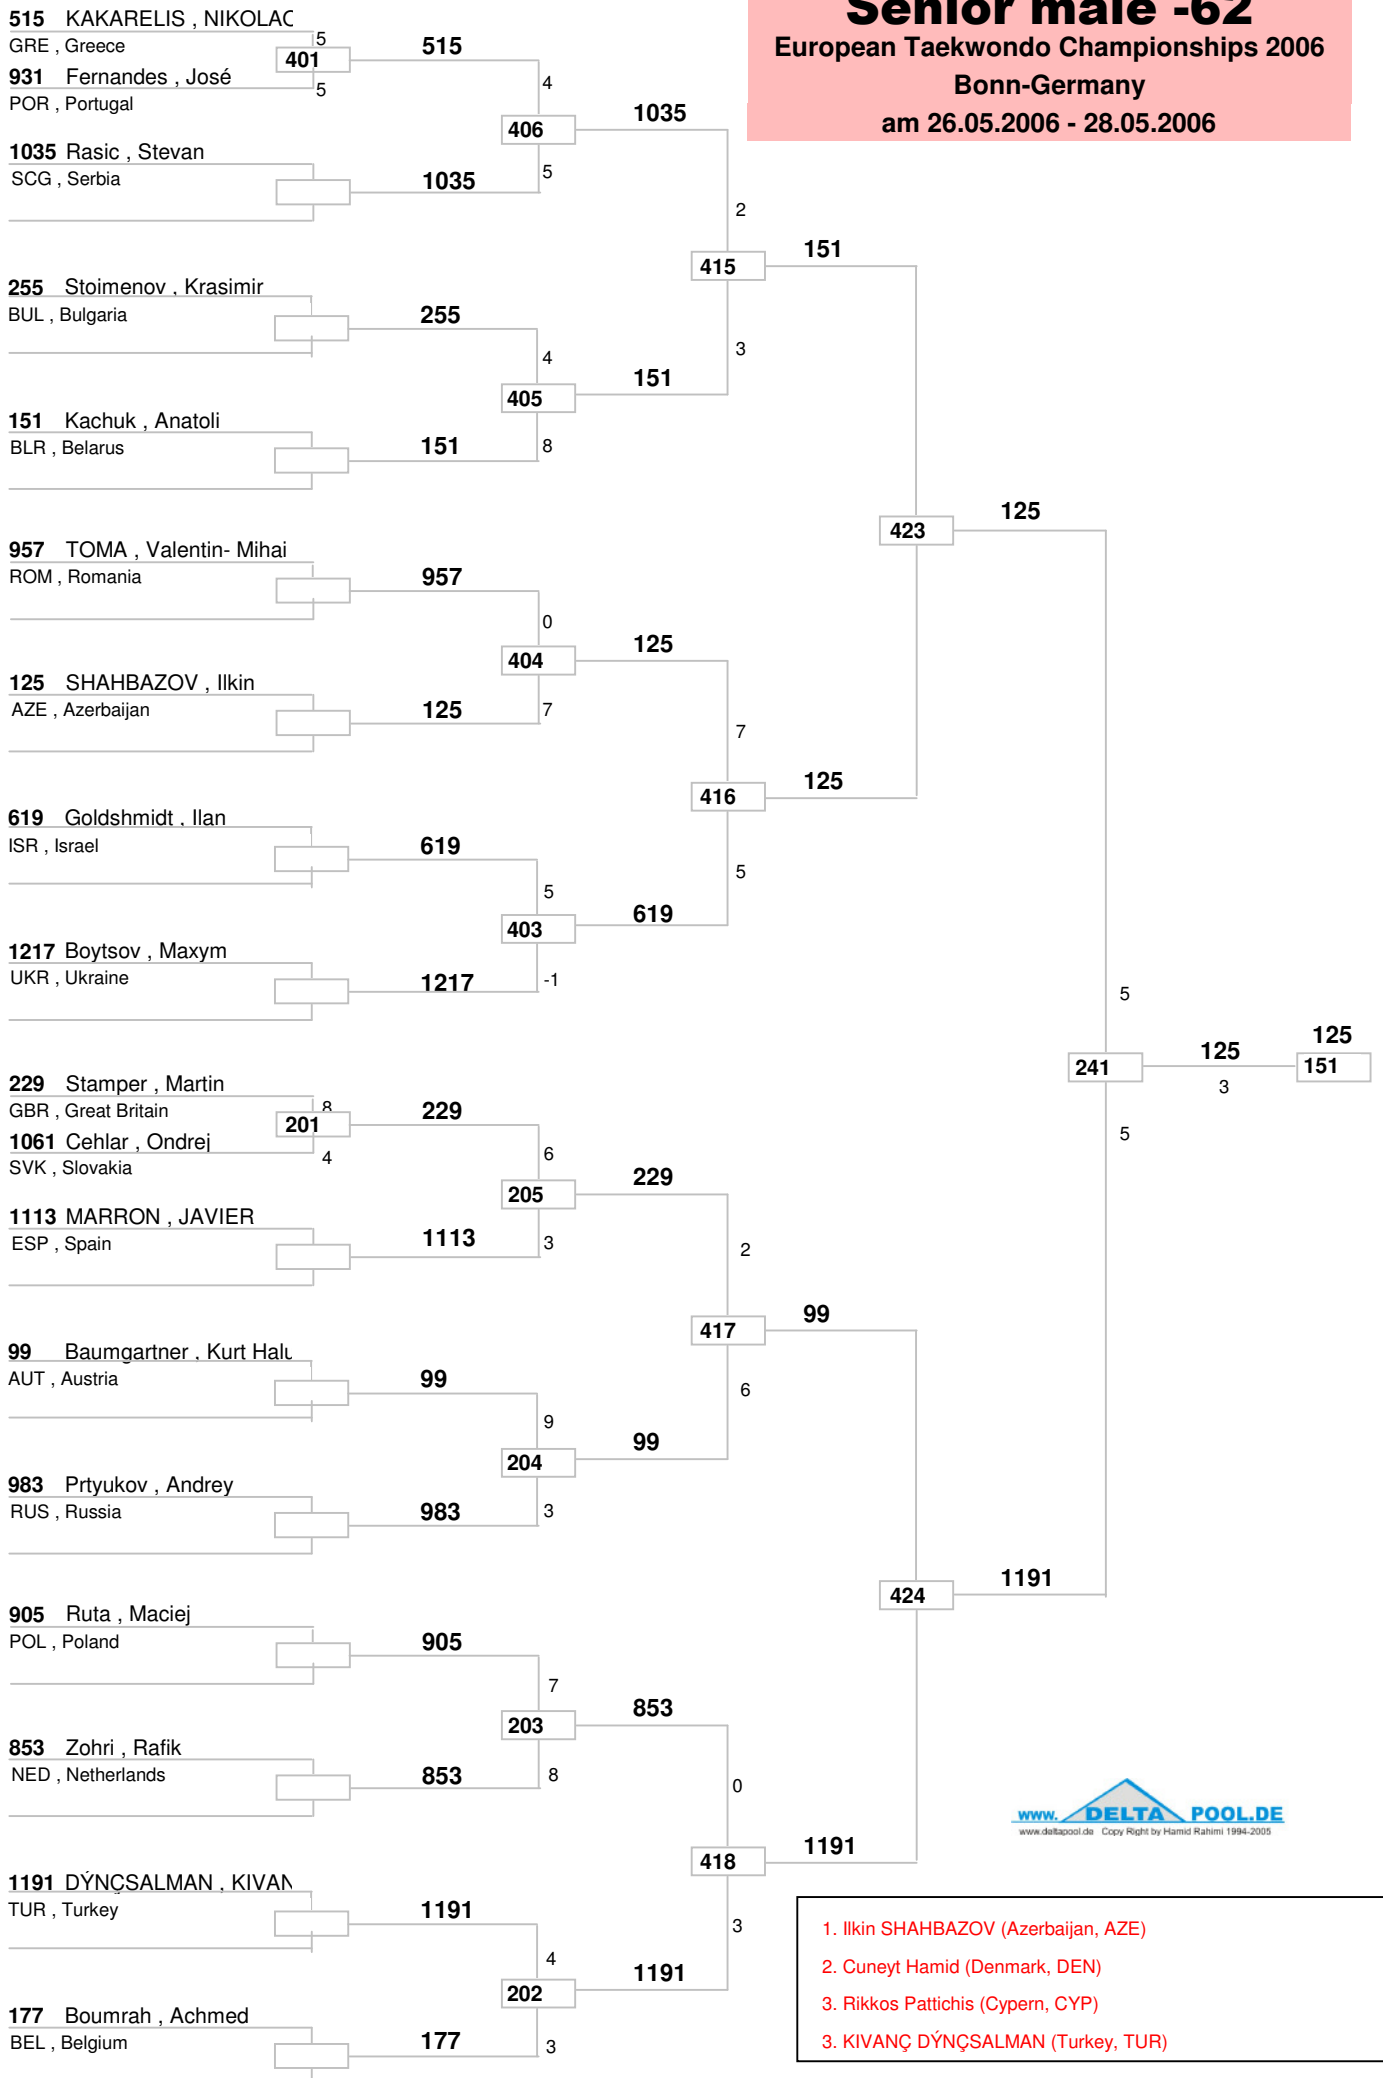 Senior male -62
European Taekwondo Championships 2006
Bonn-Germany
am 26.05.2006 - 28.05.2006
515 KAKARELIS , NIKOLAC
GRE , Greece
5
401
515
931 Fernandes , José
5
POR , Portugal
4
406
1035
1035 Rasic , Stevan
SCG , Serbia
1035
5
2
415
151
255 Stoimenov , Krasimir
BUL , Bulgaria
255
4
3
405
151
151 Kachuk , Anatoli
BLR , Belarus
151
8
423
125
957 TOMA , Valentin- Mihai
ROM , Romania
957
0
404
125
125 SHAHBAZOV , Ilkin
AZE , Azerbaijan
125
7
7
416
125
619 Goldshmidt , Ilan
ISR , Israel
619
5
5
403
619
1217 Boytsov , Maxym
UKR , Ukraine
1217
-1
5
241
125
3
125
151
5
229 Stamper , Martin
GBR , Great Britain
8
201
229
1061 Cehlar , Ondrej
4
SVK , Slovakia
6
205
229
1113 MARRON , JAVIER
ESP , Spain
1113
3
2
417
99
99 Baumgartner , Kurt Halu
AUT , Austria
99
9
6
204
99
983 Prtyukov , Andrey
RUS , Russia
983
3
424
1191
905 Ruta , Maciej
POL , Poland
905
7
203
853
853 Zohri , Rafik
NED , Netherlands
853
8
0
418
1191
1191 DÝNÇSALMAN , KIVAN
TUR , Turkey
1191
4
3
202
1191
177 Boumrah , Achmed
BEL , Belgium
177
3
www. DELTA POOL.DE
www.deltapool.de Copy Right by Hamid Rahimi 1994-2005
1. Ilkin SHAHBAZOV (Azerbaijan, AZE)
2. Cuneyt Hamid (Denmark, DEN)
3. Rikkos Pattichis (Cypern, CYP)
3. KIVANÇ DÝNÇSALMAN (Turkey, TUR)